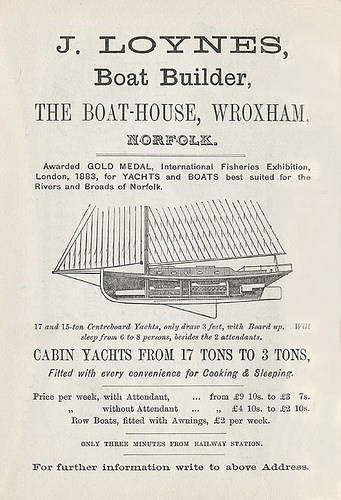 J. LOYNES,
Boat Builder,
THE BOAT-HOUSE, WROXHAM,
NORFOLK.
Awarded GOLD MEDAL, International Fisheries Exhibition,
London, 1883, for YACHTS and BOATS best suited for the
Rivers and Broads of Norfolk.
17 and 15-ton Centreboard Yachts, only draw 3 feet, with Board up. Will
sleep from 6 to 8 persons, besides the 2 attendants.
CABIN YACHTS FROM 17 TONS TO 3 TONS,
Fitted with every convenience for Cooking & Sleeping.
Price per week, with Attendant, ... from £9 10s. to £3 7s.
„ without Attendant ... „ £4 10s. to £2 10s.
Row Boats, fitted with Awnings, £2 per week.
ONLY THREE MINUTES FROM RAILWAY STATION.
For further information write to above Address.